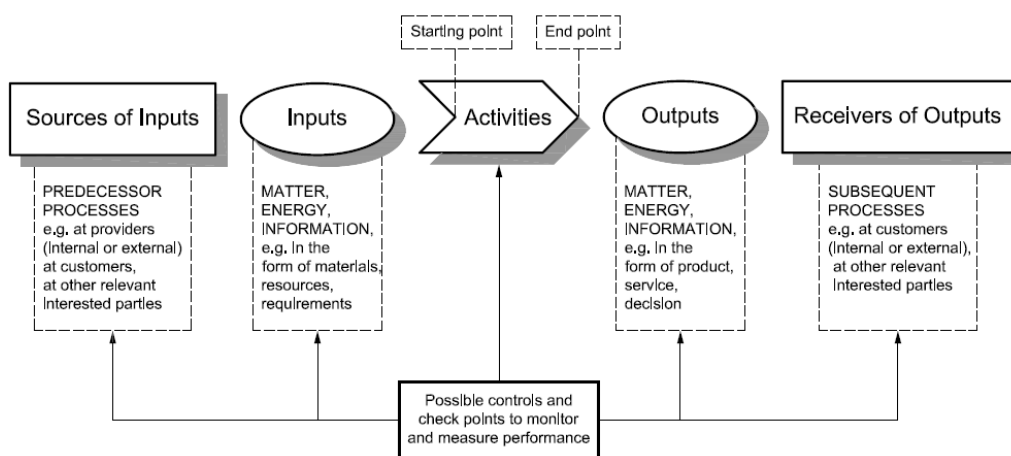 Starting point
End point
Sources of Inputs
Inputs
Activities
Outputs
Receivers of Outputs
PREDECESSOR
PROCESSES
e.g. at providers
(internal or external)
at customers,
at other relevant
interested parties
MATTER,
ENERGY,
INFORMATION,
e.g. in the
form of materials,
resources,
requirements
MATTER,
ENERGY,
INFORMATION,
e.g. in the
form of product,
service,
decision
SUBSEQUENT
PROCESSES
e.g. at customers
(internal or external),
at other relevant
interested parties
Possible controls and
check points to monitor
and measure performance